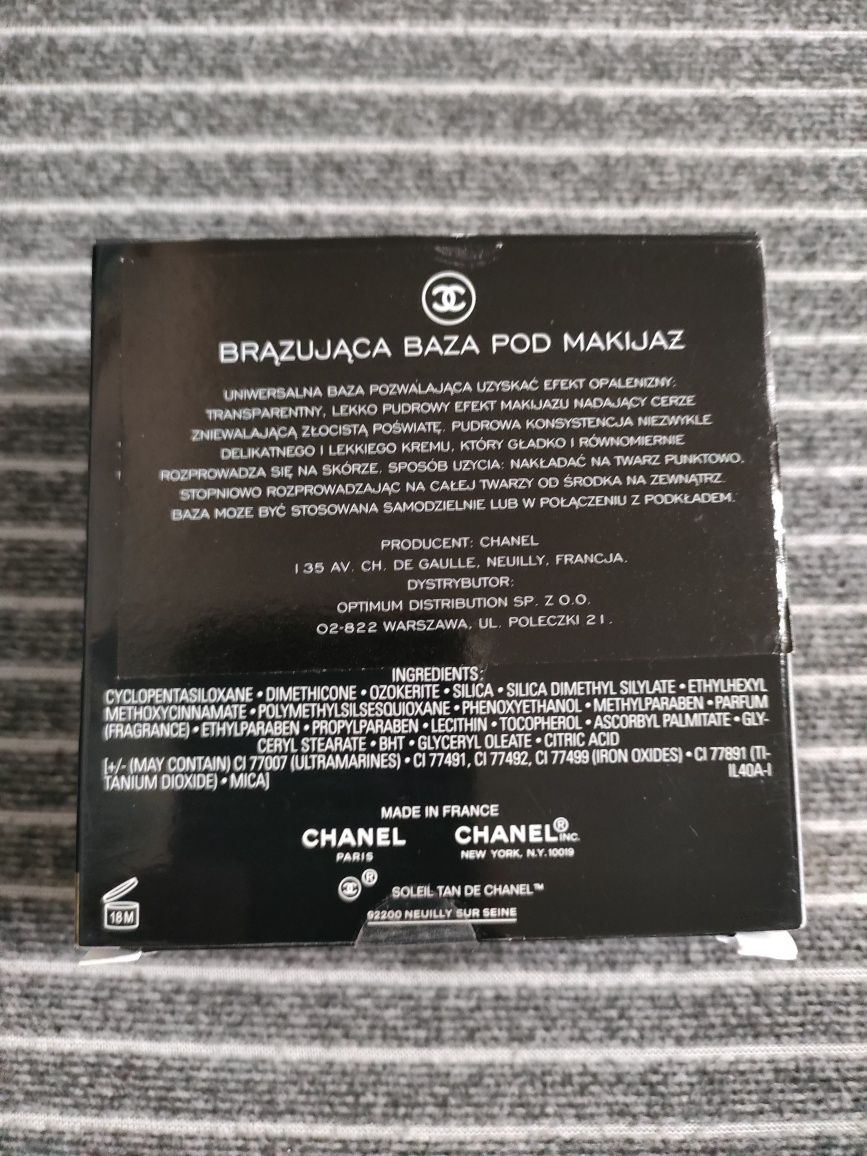 BRĄZUJĄCA BAZA POD MAKIJAŻ
UNIWERSALNA BAZA POZWALAJĄCA UZYSKAĆ EFEKT OPALENIZNY:
TRANSPARENTNY, LEKKO PUDROWY EFEKT MAKIJAZU NADAJĄCY CERZE
ZNIEWALAJĄCĄ ZŁOCISTĄ POŚWIATĘ. PUDROWA KONSYSTENCJA NIEZWYKLE
DELIKATNEGO I LEKKIEGO KREMU, KTÓRY GŁADKO I RÓWNOMIERNIE
ROZPROWADZA SIĘ NA SKÓRZE. SPOSÓB UZYCIA: NAKŁADAĆ NA TWARZ PUNKTOWO,
STOPNIOWO ROZPROWADZAJĄC NA CAŁEJ TWARZY OD ŚRODKA NA ZEWNĄTRZ.
BAZA MOZE BYĆ STOSOWANA SAMODZIELNIE LUB W POŁĄCZENIU Z PODKŁADEM.
PRODUCENT: CHANEL
135 AV. CH. DE GAULLE, NEUILLY, FRANCJA.
DYSTRYBUTOR:
OPTIMUM DISTRIBUTION SP. Z O.O.
02-822 WARSZAWA, UL. POLECZKI 21.
INGREDIENTS:
CYCLOPENTASILOXANE • DIMETHICONE • OZOKERITE • SILICA • SILICA DIMETHYL SILYLATE • ETHYLHEXYL
METHOXYCINNAMATE • POLYMETHYLSILSESQUIOXANE • PHENOXYETHANOL • METHYLPARABEN • PARFUM
(FRAGRANCE) • ETHYLPARABEN • PROPYLPARABEN • LECITHIN • TOCOPHEROL • ASCORBYL PALMITATE • GLY-
CERYL STEARATE • BHT • GLYCERYL OLEATE • CITRIC ACID
[+/- (MAY CONTAIN) CI 77007 (ULTRAMARINES) • CI 77491, CI 77492, CI 77499 (IRON OXIDES) • CI 77891 (TI-
TANIUM DIOXIDE) • MICA] IL40A-I
MADE IN FRANCE
CHANEL CHANEL® INC.
PARIS NEW YORK, N.Y. 10019
® SOLEIL TAN DE CHANEL™
18M
92200 NEUILLY SUR SEINE